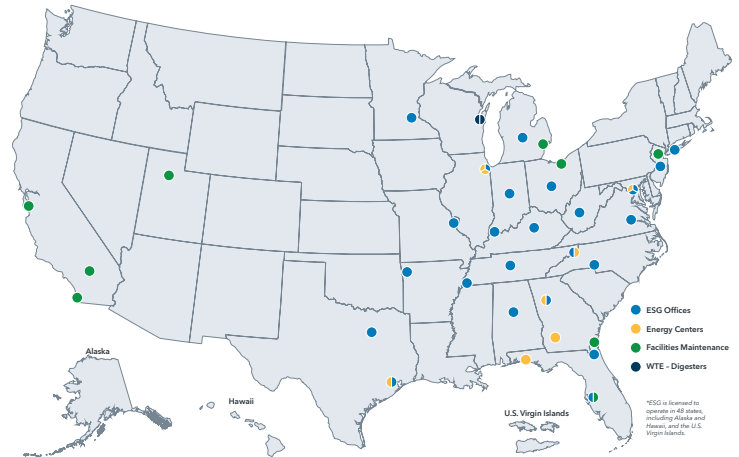 ESG Offices
Energy Centers
Facilities Maintenance
WTE – Digesters
Alaska
Hawaii
U.S. Virgin Islands
*ESG is licensed to
operate in 48 states,
including Alaska and
Hawaii, and the U.S.
Virgin Islands.